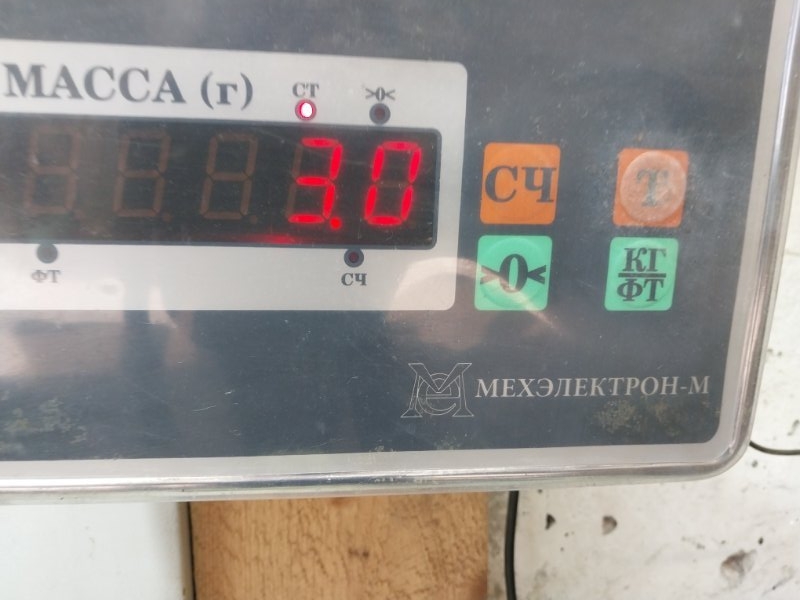 МАССА (г)
СТ
>0<
3.0
ФТ
СЧ
СЧ
Т
>0<
КГ
ФТ
МЕХЭЛЕКТРОН-М